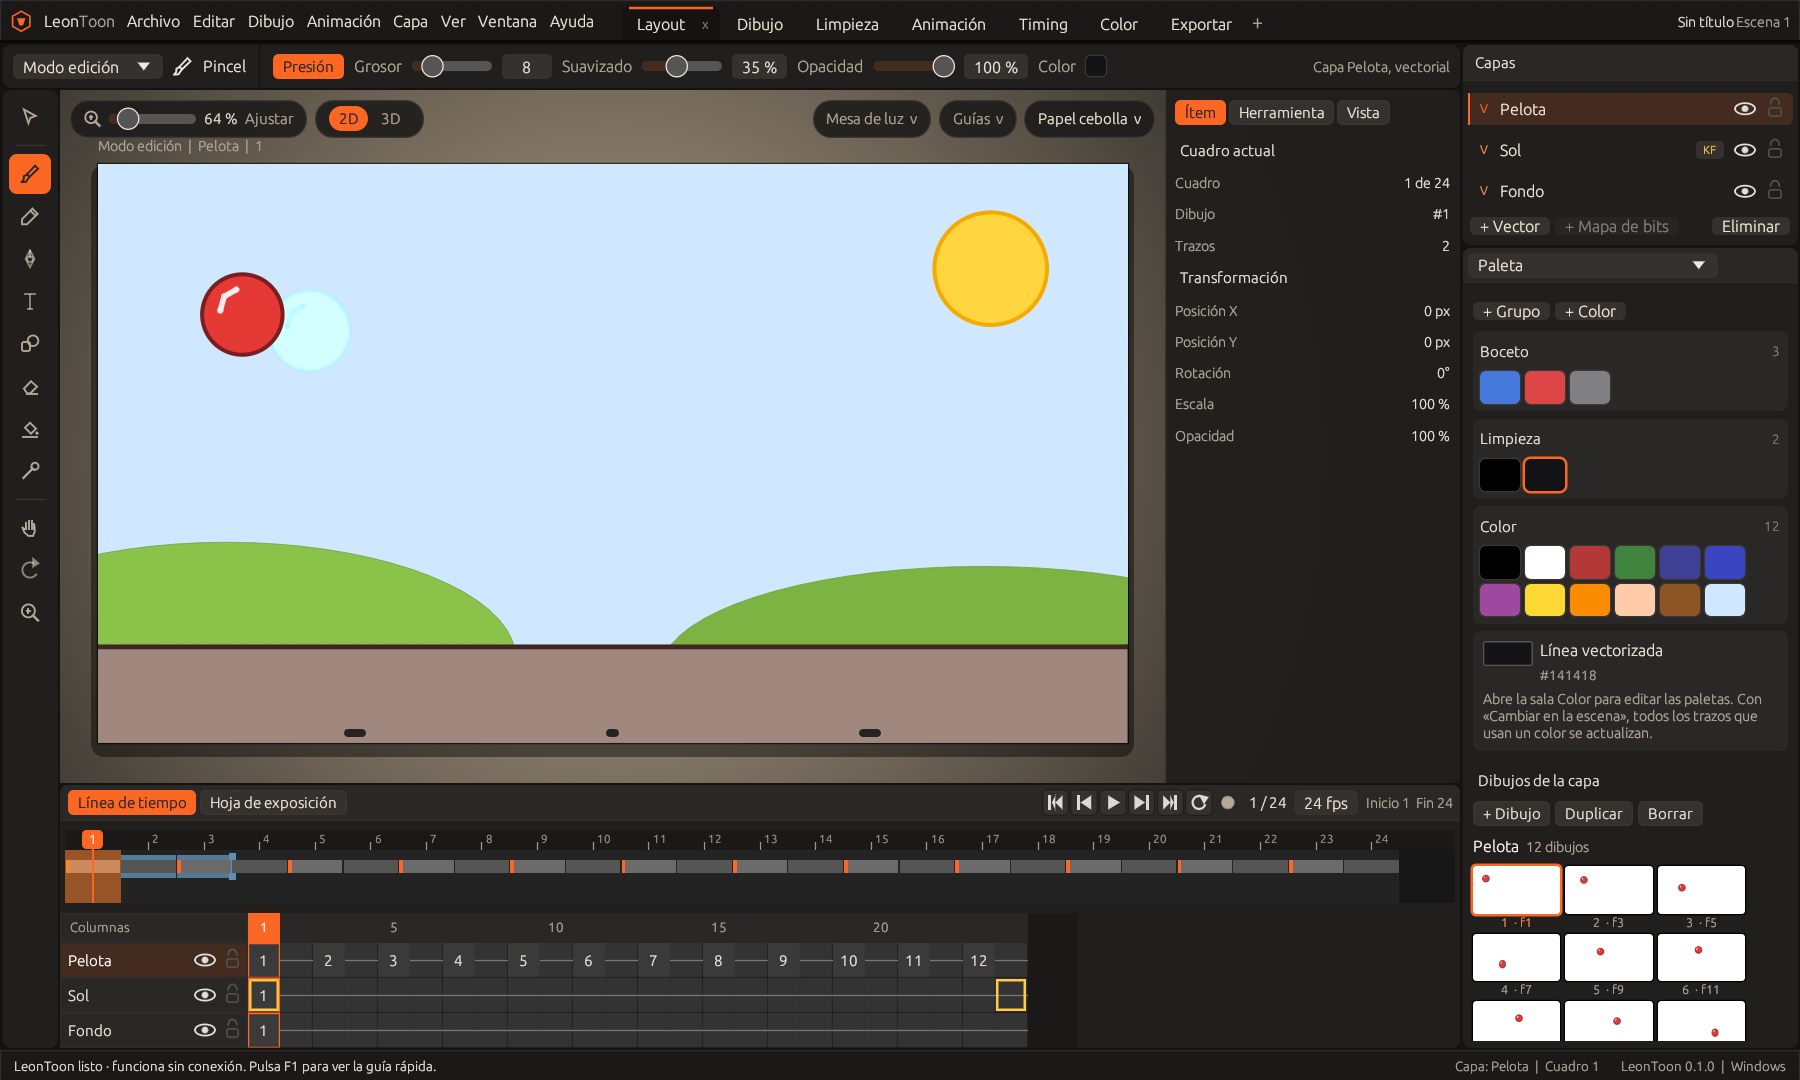 LeonToon Archivo Editar Dibujo Animación Capa Ver Ventana Ayuda Layout x Dibujo Limpieza Animación Timing Color Exportar + Sin título Escena 1
Modo edición Pincel Presión Grosor 8 Suavizado 35 % Opacidad 100 % Color Capa Pelota, vectorial
64 % Ajustar 2D 3D Mesa de luz v Guías v Papel cebolla v
Modo edición | Pelota | 1
Ítem Herramienta Vista
Cuadro actual
Cuadro 1 de 24
Dibujo #1
Trazos 2
Transformación
Posición X 0 px
Posición Y 0 px
Rotación 0°
Escala 100 %
Opacidad 100 %
Capas
V Pelota
V Sol KF
V Fondo
+ Vector + Mapa de bits Eliminar
Paleta
+ Grupo + Color
Boceto 3
Limpieza 2
Color 12
Línea vectorizada
#141418
Abre la sala Color para editar las paletas. Con
«Cambiar en la escena», todos los trazos que
usan un color se actualizan.
Dibujos de la capa
+ Dibujo Duplicar Borrar
Pelota 12 dibujos
1 · f1 2 · f3 3 · f5
4 · f7 5 · f9 6 · f11
Línea de tiempo Hoja de exposición 1 / 24 24 fps Inicio 1 Fin 24
1 2 3 4 5 6 7 8 9 10 11 12 13 14 15 16 17 18 19 20 21 22 23 24
Columnas 1 5 10 15 20
Pelota 1 2 3 4 5 6 7 8 9 10 11 12
Sol 1
Fondo 1
LeonToon listo · funciona sin conexión. Pulsa F1 para ver la guía rápida. Capa: Pelota | Cuadro 1 LeonToon 0.1.0 | Windows